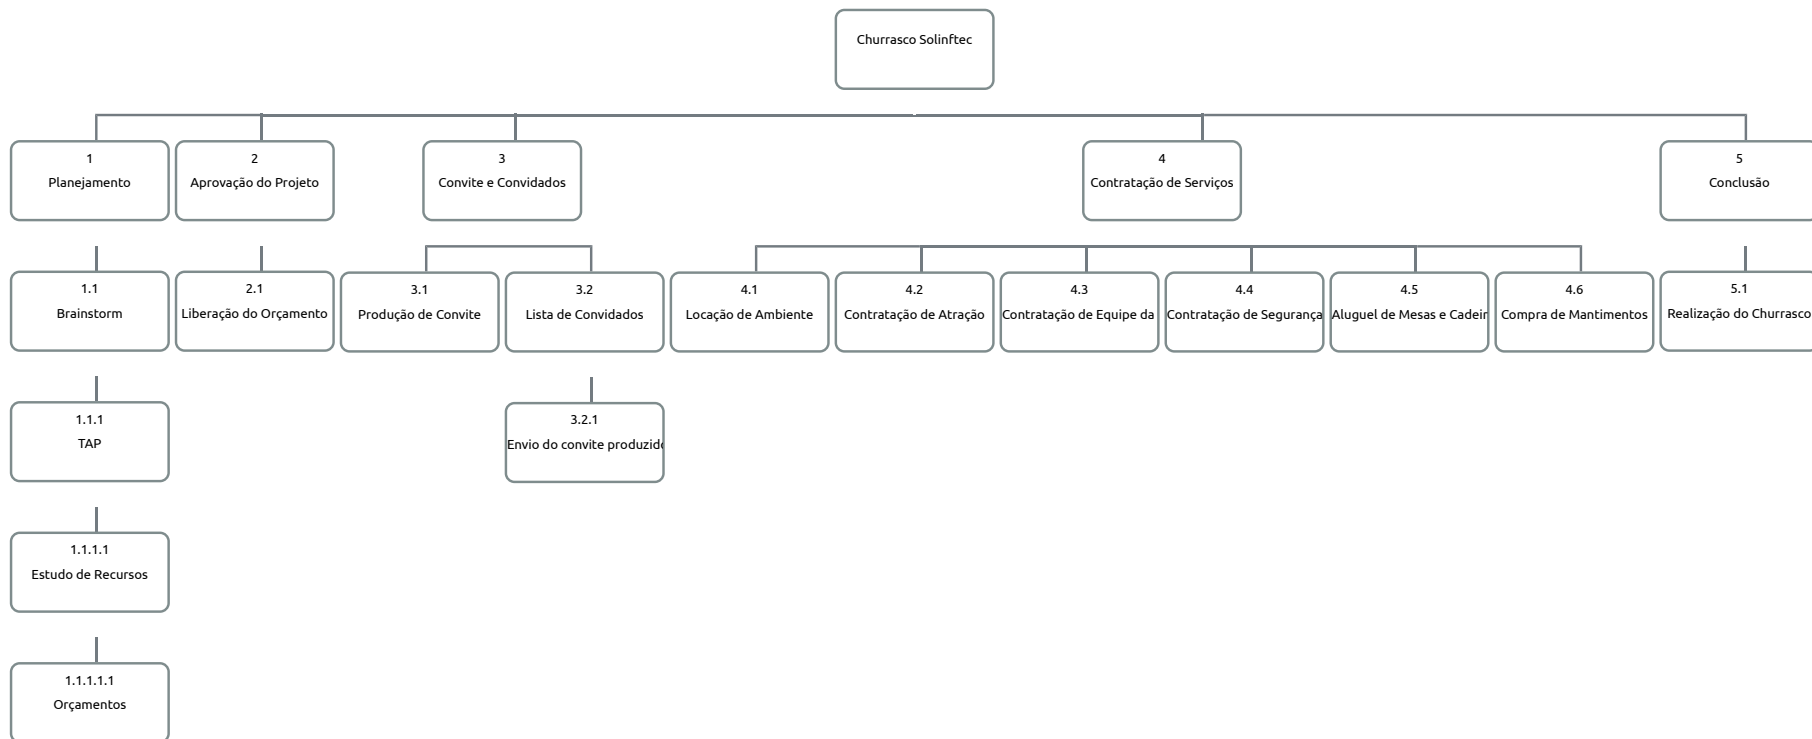 Churrasco Solinftec
1
Planejamento
2
Aprovação do Projeto
3
Convite e Convidados
4
Contratação de Serviços
5
Conclusão
1.1
Brainstorm
2.1
Liberação do Orçamento
3.1
Produção de Convite
3.2
Lista de Convidados
4.1
Locação de Ambiente
4.2
Contratação de Atração
4.3
Contratação de Equipe da
4.4
Contratação de Segurança
4.5
Aluguel de Mesas e Cadeir
4.6
Compra de Mantimentos
5.1
Realização do Churrasco
1.1.1
TAP
3.2.1
Envio do convite produzido
1.1.1.1
Estudo de Recursos
1.1.1.1.1
Orçamentos